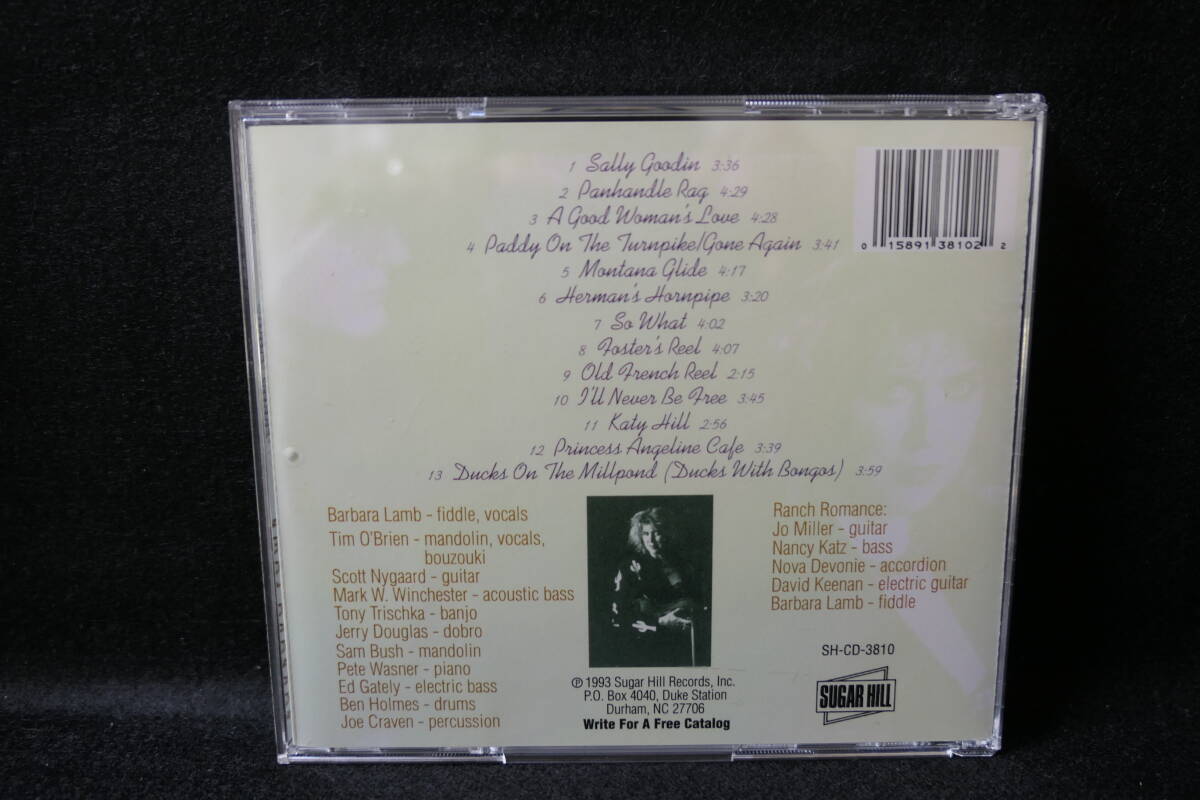 1 Sally Goodin 3:36
2 Panhandle Rag 4:29
3 A Good Woman's Love 4:28
4 Paddy On The Turnpike/Gone Again 3:41
5 Montana Glide 4:17
6 Herman's Hornpipe 3:20
7 So What 4:02
8 Foster's Reel 4:07
9 Old French Reel 2:15
10 I'll Never Be Free 3:45
11 Katy Hill 2:56
12 Princess Angeline Cafe 3:39
13 Ducks On The Millpond (Ducks With Bongos) 3:59
0 15891 38102 2
Barbara Lamb - fiddle, vocals
Tim O'Brien - mandolin, vocals,
bouzouki
Scott Nygaard - guitar
Mark W. Winchester - acoustic bass
Tony Trischka - banjo
Jerry Douglas - dobro
Sam Bush - mandolin
Pete Wasner - piano
Ed Gately - electric bass
Ben Holmes - drums
Joe Craven - percussion
℗ 1993 Sugar Hill Records, Inc.
P.O. Box 4040, Duke Station
Durham, NC 27706
Write For A Free Catalog
Ranch Romance:
Jo Miller - guitar
Nancy Katz - bass
Nova Devonie - accordion
David Keenan - electric guitar
Barbara Lamb - fiddle
SH-CD-3810
SUGAR HILL